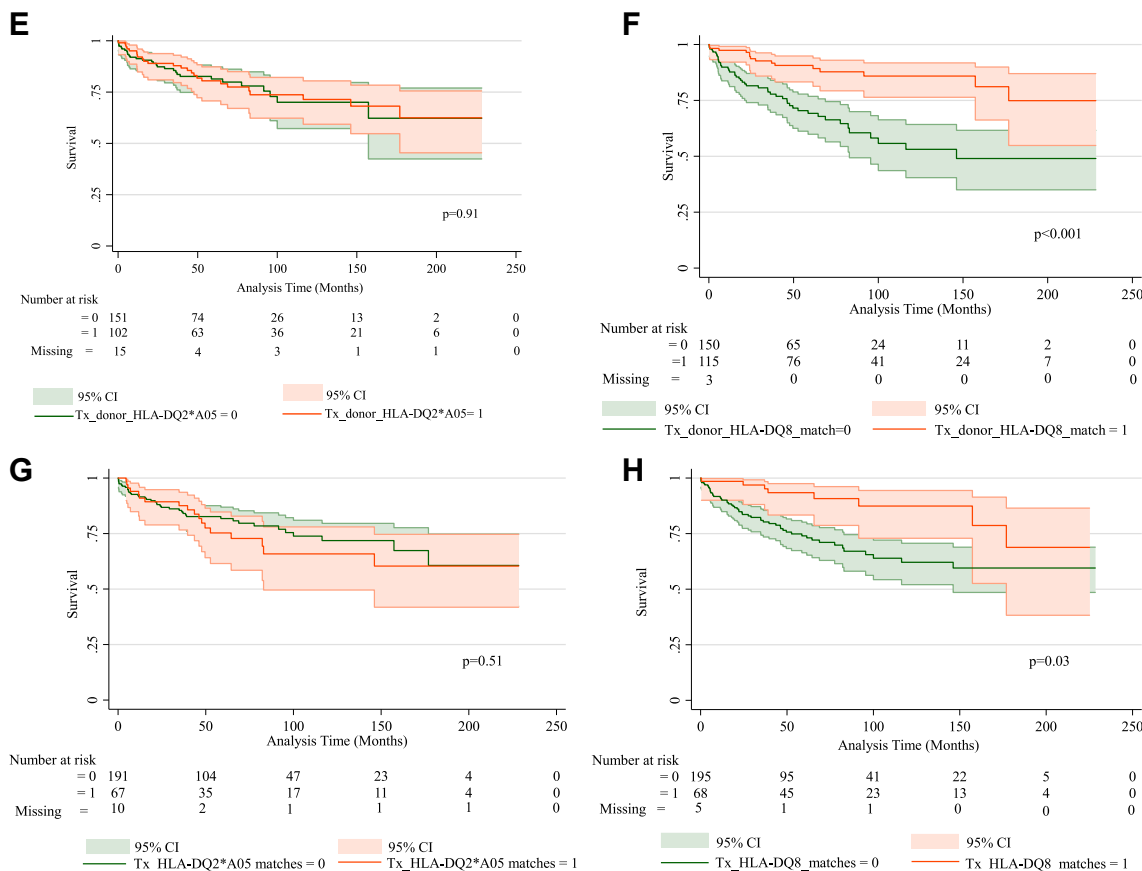 E
1
.75
.5
.25
0
Survival
p=0.91
0 50 100 150 200 250
Analysis Time (Months)
Number at risk
= 0 151 74 26 13 2 0
= 1 102 63 36 21 6 0
Missing = 15 4 3 1 1 0
95% CI 95% CI
Tx_donor_HLA-DQ2*A05 = 0 Tx_donor_HLA-DQ2*A05= 1
F
1
.75
.5
.25
0
Survival
p<0.001
0 50 100 150 200 250
Analysis Time (Months)
Number at risk
= 0 150 65 24 11 2 0
=1 115 76 41 24 7 0
Missing = 3 0 0 0 0 0
95% CI 95% CI
Tx_donor_HLA-DQ8_match=0 Tx_donor_HLA-DQ8_match = 1
G
1
.75
.5
.25
0
Survival
p=0.51
0 50 100 150 200 250
Analysis Time (Months)
Number at risk
= 0 191 104 47 23 4 0
= 1 67 35 17 11 4 0
Missing = 10 2 1 1 1 0
95% CI 95% CI
Tx_HLA-DQ2*A05 matches = 0 Tx_HLA-DQ2*A05 matches = 1
H
1
.75
.5
.25
0
Survival
p=0.03
0 50 100 150 200 250
Analysis Time (Months)
Number at risk
= 0 195 95 41 22 5 0
= 1 68 45 23 13 4 0
Missing = 5 1 1 0 0 0
95% CI 95% CI
Tx_HLA-DQ8_matches = 0 Tx_HLA-DQ8_matches = 1